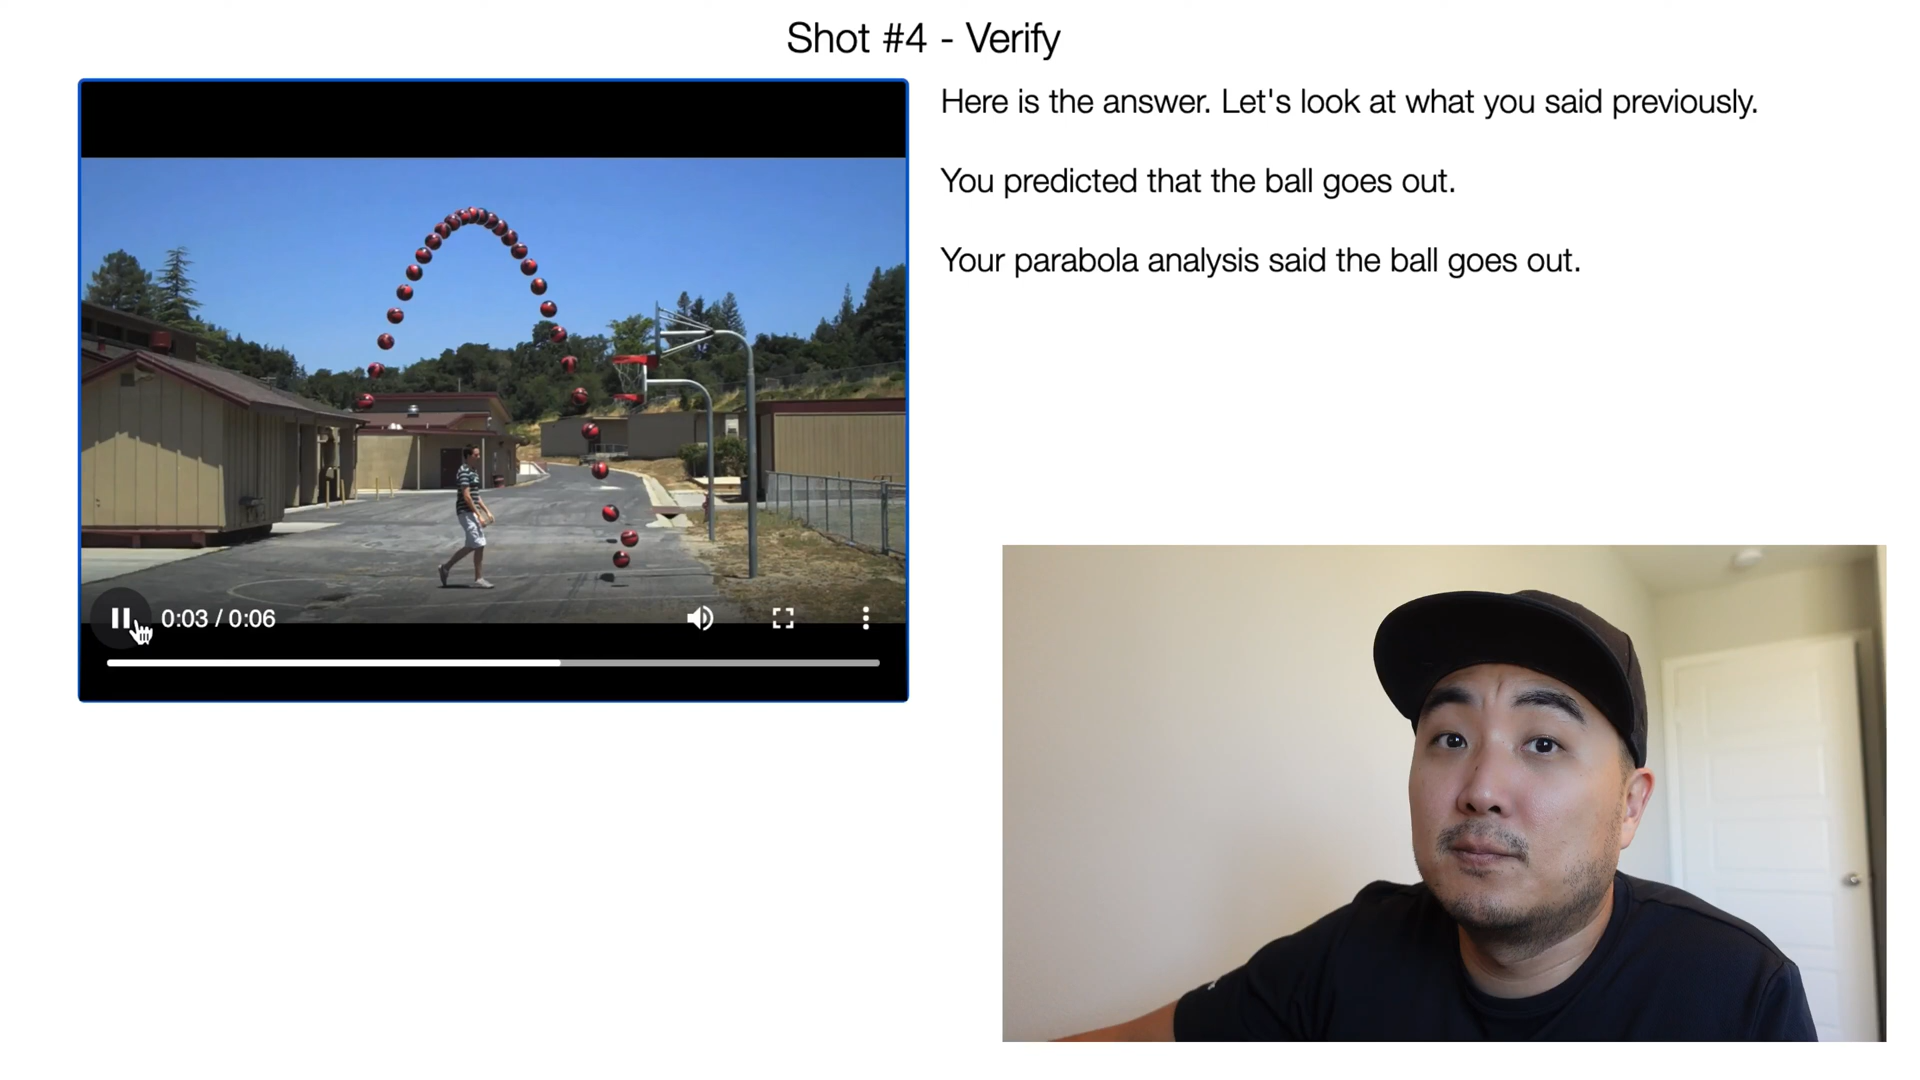 Shot #4 - Verify
Here is the answer. Let's look at what you said previously.
You predicted that the ball goes out.
Your parabola analysis said the ball goes out.
0:03 / 0:06